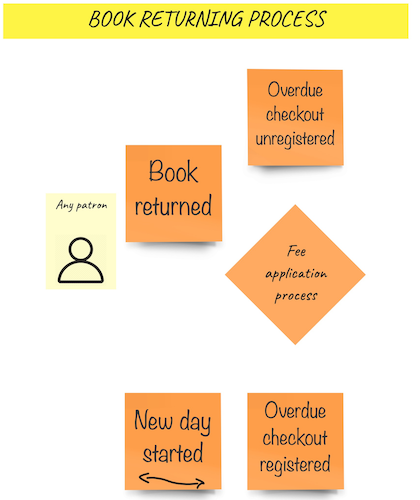 BOOK RETURNING PROCESS
Overdue
checkout
unregistered
Book
returned
Any patron
Fee
application
process
New day
started
Overdue
checkout
registered